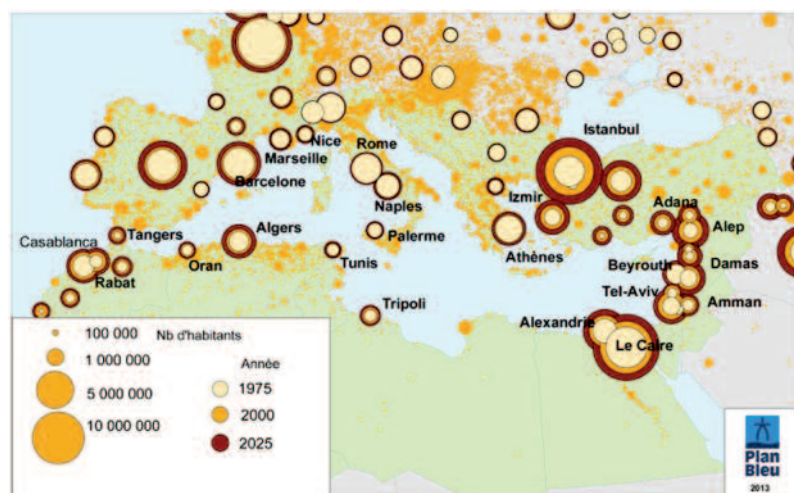 Istanbul
Nice
Rome
Marseille
Barcelone
Naples
Izmir
Adana
Alep
Tangers
Algers
Palerme
Athènes
Casablanca
Oran
Tunis
Beyrouth
Damas
Rabat
Tel-Aviv
Amman
Tripoli
Alexandrie
Le Caire
100 000
Nb d'habitants
1 000 000
5 000 000
10 000 000
Année
1975
2000
2025
Plan
Bleu
2013